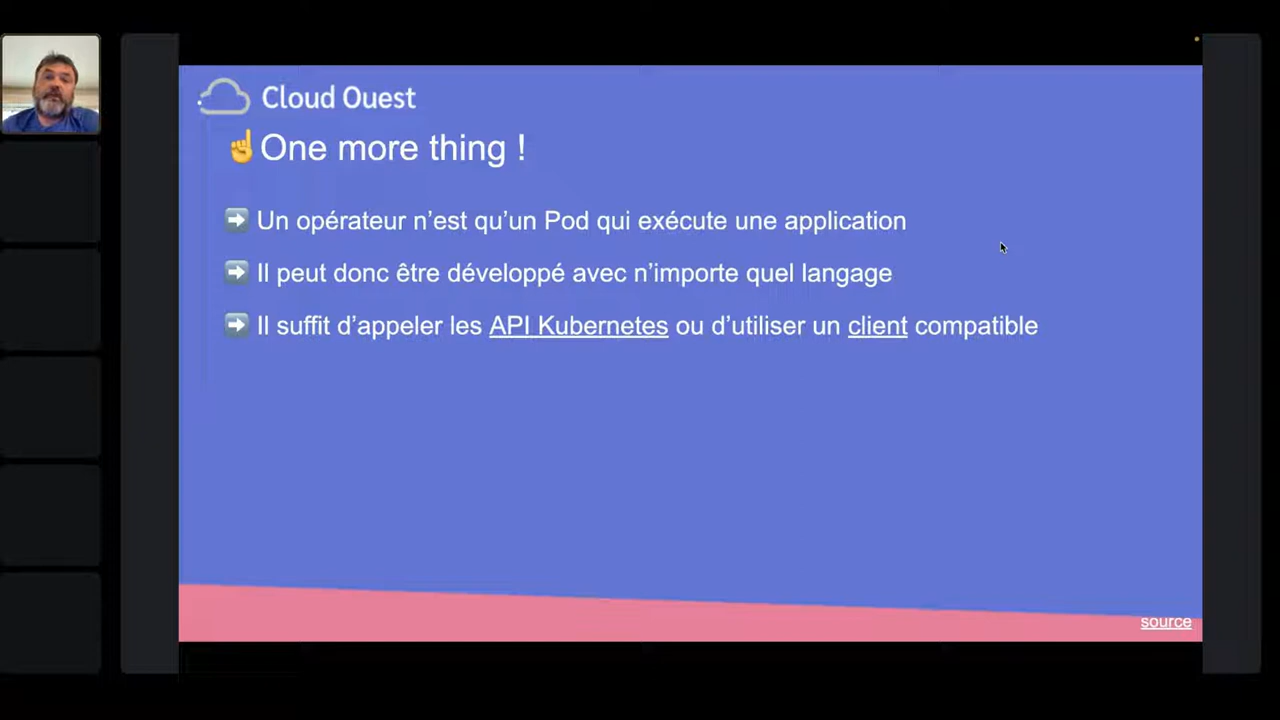 Cloud Ouest
☝️One more thing !
➡️ Un opérateur n’est qu’un Pod qui exécute une application
➡️ Il peut donc être développé avec n’importe quel langage
➡️ Il suffit d’appeler les API Kubernetes ou d’utiliser un client compatible
source